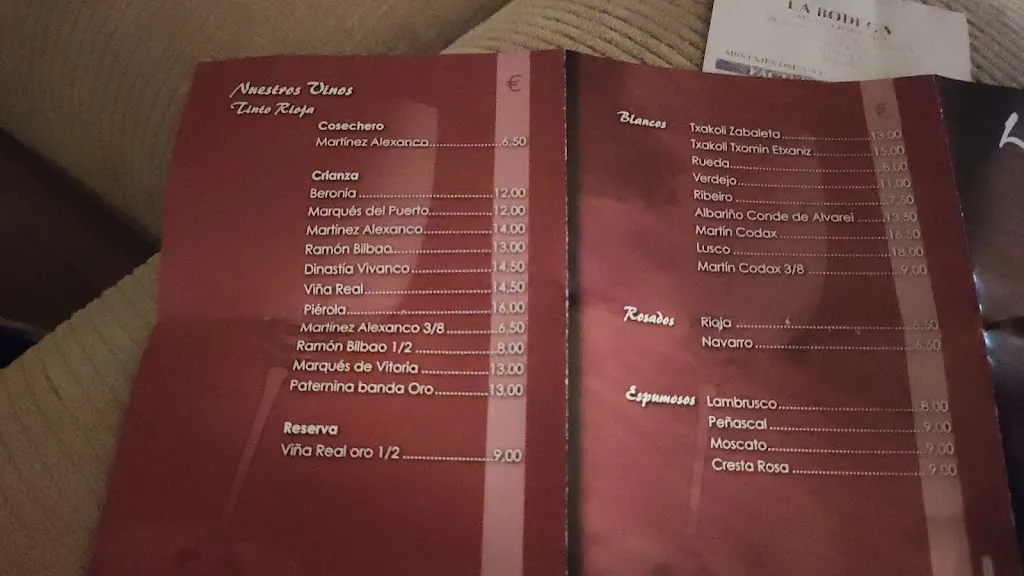 Nuestros Vinos
€
Tinto Rioja
Cosechero
Martínez Alexanca 6,50
Crianza
Beronia 12,00
Marqués del Puerto 12,00
Martínez Alexanco 14,00
Ramón Bilbao 13,00
Dinastía Vivanco 14,50
Viña Real 14,50
Piérola 16,00
Martínez Alexanco 3/8 6,50
Ramón Bilbao 1/2 8,00
Marqués de Vitoria 13,00
Paternina banda Oro 13,00
Reserva
Viña Real oro 1/2 9,00
€
Blancos
Txakoli Zabaleta 13,00
Txakoli Txomin Etxaniz 15,00
Rueda 8,00
Verdejo 11,00
Ribeiro 7,50
Albariño Conde de Alvarei 13,50
Martín Codax 16,50
Lusco 18,00
Martín Codax 3/8 9,00
Rosados
Rioja 6,50
Navarro 6,50
Espumosos
Lambrusco 8,00
Peñascal 9,00
Moscato 9,00
Cresta Rosa 9,00
LA BODEGA